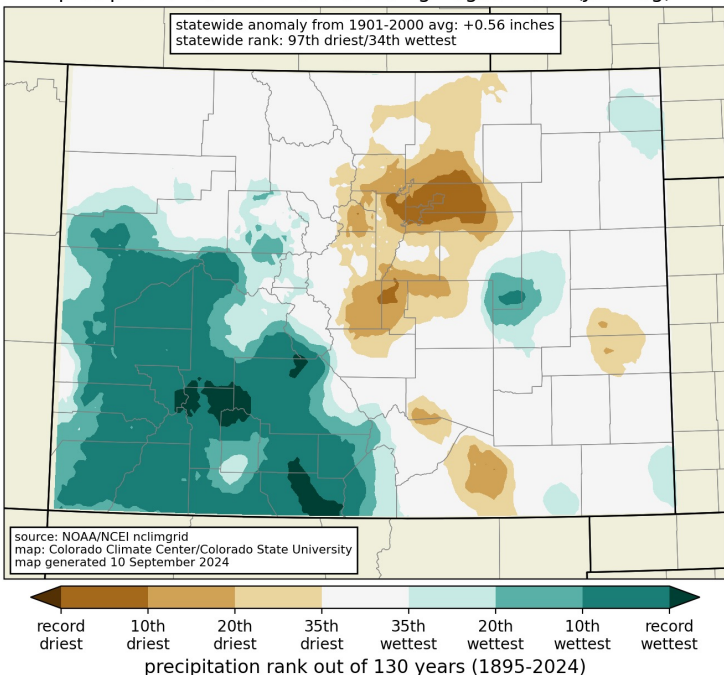 statewide anomaly from 1901-2000 avg: +0.56 inches
statewide rank: 97th driest/34th wettest
source: NOAA/NCEI nclimgrid
map: Colorado Climate Center/Colorado State University
map generated 10 September 2024
record driest
10th driest
20th driest
35th driest
35th wettest
20th wettest
10th wettest
record wettest
precipitation rank out of 130 years (1895-2024)